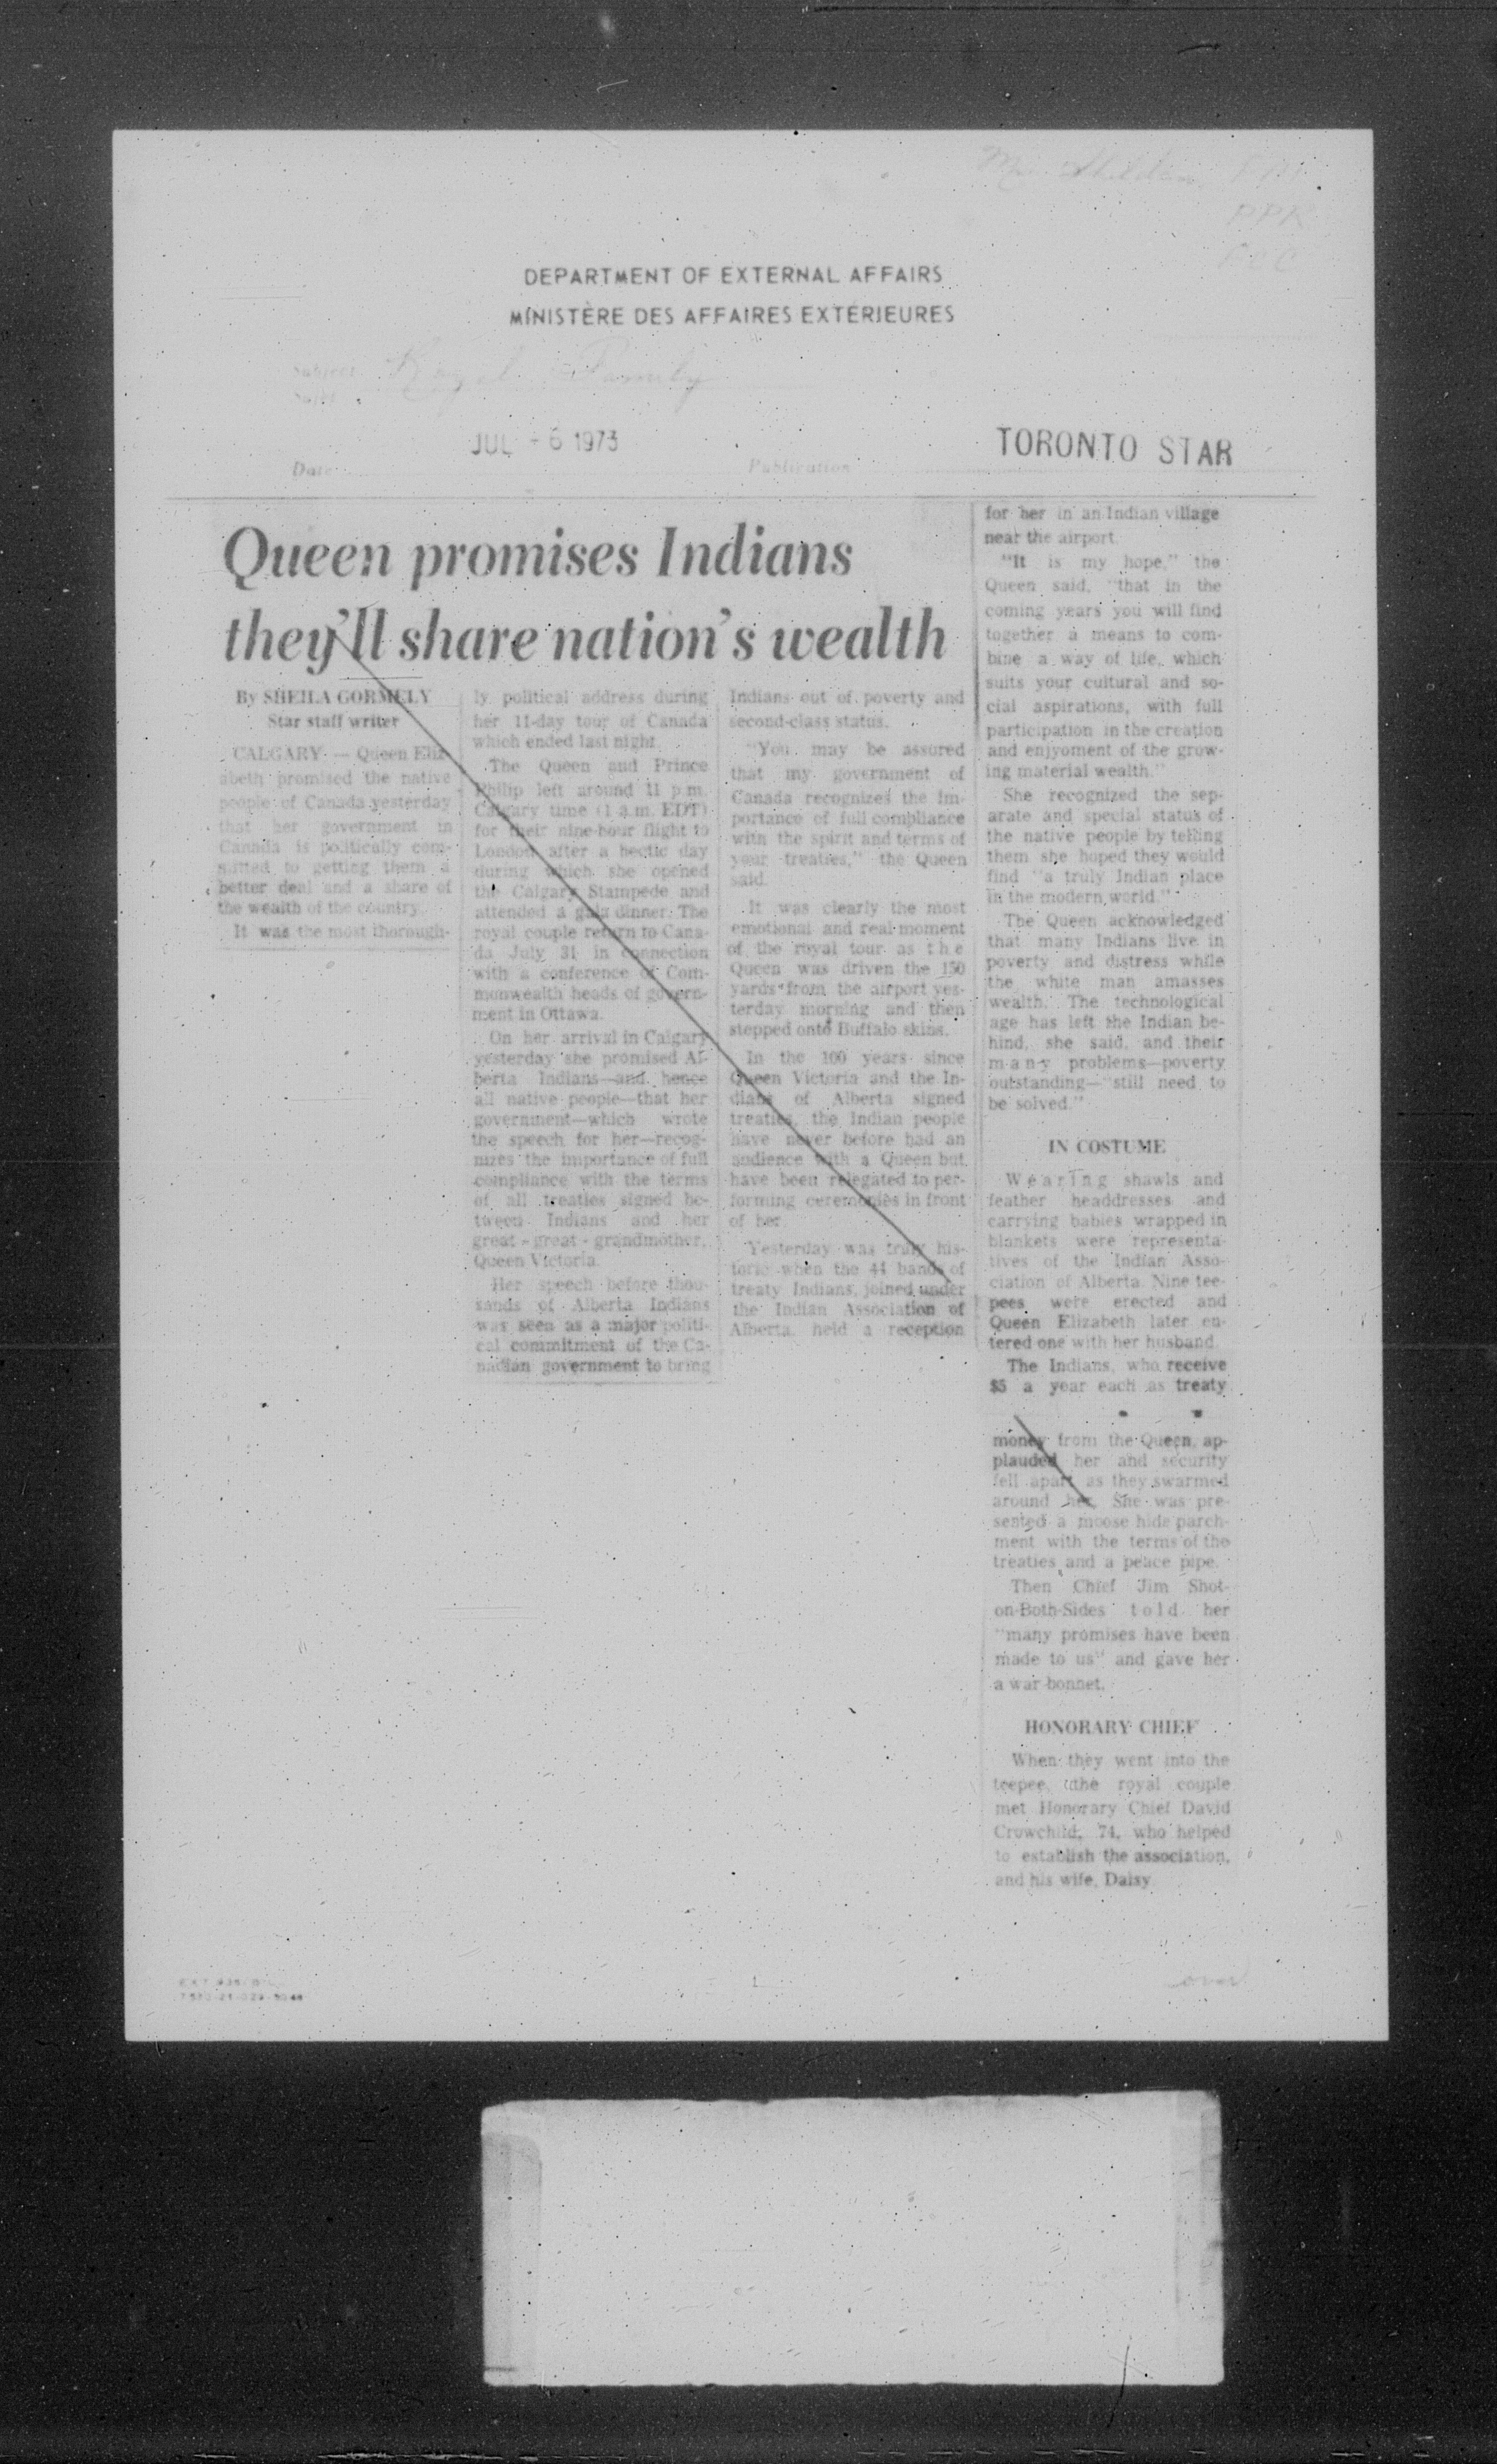 PPR
DEPARTMENT OF EXTERNAL AFFAIRS
MINISTÈRE DES AFFAIRES EXTÉRIEURES
Subject Royal Family
JUL - 6 1973
TORONTO STAR
Date
Publication
Queen promises Indians
they'll share nation's wealth
By SHEILA GORMELY
Star staff writer
CALGARY — Queen Eliz-
abeth promised the native
people of Canada yesterday
that her government in
Canada is politically com-
mitted to getting them a
better deal and a share of
the wealth of the country.
It was the most thorough-
ly political address during
her 11-day tour of Canada
which ended last night.
The Queen and Prince
Philip left around 11 p.m.
Calgary time (1 a.m. EDT)
for their nine-hour flight to
London after a hectic day
during which she opened
the Calgary Stampede and
attended a gala dinner. The
royal couple return to Cana-
da July 31 in connection
with a conference of Com-
monwealth heads of govern-
ment in Ottawa.
On her arrival in Calgary
yesterday she promised Al-
berta Indians—and hence
all native people—that her
government—which wrote
the speech for her—recog-
nizes the importance of full
compliance with the terms
of all treaties signed be-
tween Indians and her
great-great-grandmother,
Queen Victoria.
Her speech before thou-
sands of Alberta Indians
was seen as a major politi-
cal commitment of the Ca-
nadian government to bring
Indians out of poverty and
second-class status.
"You may be assured
that my government of
Canada recognizes the im-
portance of full compliance
with the spirit and terms of
your treaties," the Queen
said.
It was clearly the most
emotional and real moment
of the royal tour as the
Queen was driven the 150
yards from the airport yes-
terday morning and then
stepped onto Buffalo skins.
In the 100 years since
Queen Victoria and the In-
dians of Alberta signed
treaties, the Indian people
have never before had an
audience with a Queen but
have been relegated to per-
forming ceremonies in front
of her.
Yesterday was truly his-
toric when the 44 bands of
treaty Indians, joined under
the Indian Association of
Alberta, held a reception
for her in an Indian village
near the airport.
"It is my hope," the
Queen said, "that in the
coming years you will find
together a means to com-
bine a way of life, which
suits your cultural and so-
cial aspirations, with full
participation in the creation
and enjyoment of the grow-
ing material wealth."
She recognized the sep-
arate and special status of
the native people by telling
them she hoped they would
find "a truly Indian place
in the modern world."
The Queen acknowledged
that many Indians live in
poverty and distress while
the white man amasses
wealth. The technological
age has left the Indian be-
hind, she said, and their
many problems—poverty
outstanding—"still need to
be solved."
IN COSTUME
Wearing shawls and
feather headdresses and
carrying babies wrapped in
blankets were representa-
tives of the Indian Asso-
ciation of Alberta. Nine tee-
pees were erected and
Queen Elizabeth later en-
tered one with her husband.
The Indians, who receive
$5 a year each as treaty
money from the Queen, ap-
plauded her and security
fell apart as they swarmed
around her. She was pre-
sented a moose hide parch-
ment with the terms of the
treaties and a peace pipe.
Then Chief Jim Shot-
on-Both-Sides told her
"many promises have been
made to us" and gave her
a war bonnet.
HONORARY CHIEF
When they went into the
teepee, the royal couple
met Honorary Chief David
Crowchild, 74, who helped
to establish the association,
and his wife, Daisy.
over